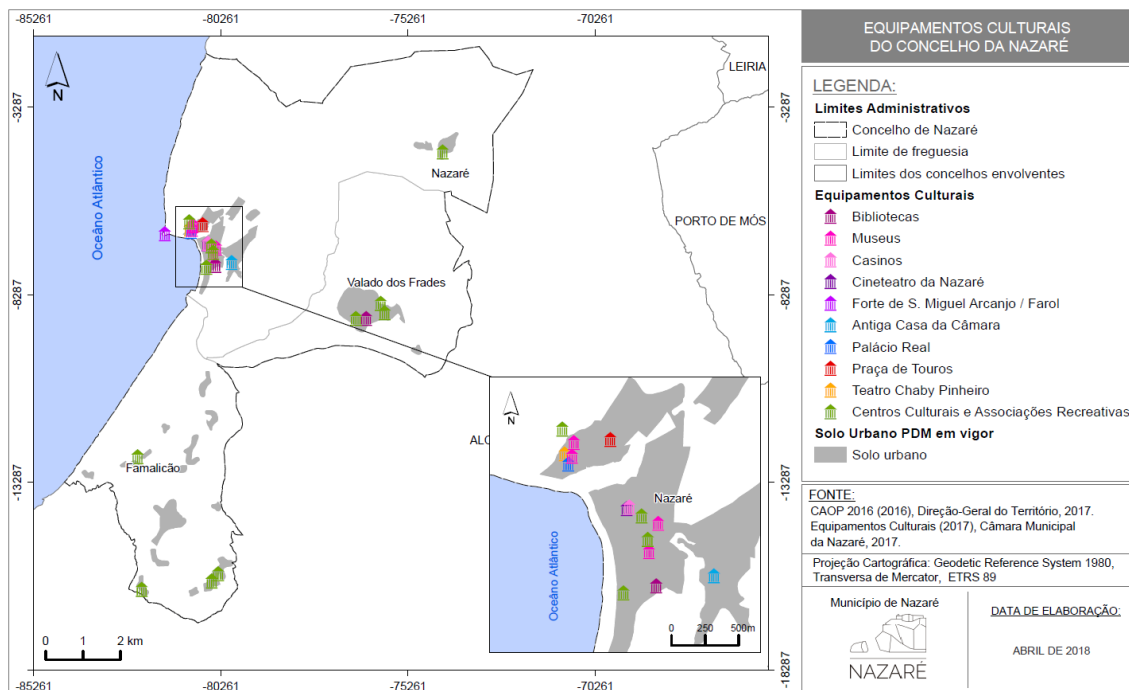 -85261
-80261
-75261
-70261
EQUIPAMENTOS CULTURAIS
DO CONCELHO DA NAZARÉ
N
LEIRIA
-3287
-3287
Oceâno Atlântico
Nazaré
PORTO DE MÓS
Valado dos Frades
-8287
-8287
N
ALC
Famalicão
Nazaré
-13287
-13287
Oceâno Atlântico
0 1 2 km
0 250 500m
-18287
-85261
-80261
-75261
-70261
LEGENDA:
Limites Administrativos
Concelho de Nazaré
Limite de freguesia
Limites dos concelhos envolventes
Equipamentos Culturais
Bibliotecas
Museus
Casinos
Cineteatro da Nazaré
Forte de S. Miguel Arcanjo / Farol
Antiga Casa da Câmara
Palácio Real
Praça de Touros
Teatro Chaby Pinheiro
Centros Culturais e Associações Recreativas
Solo Urbano PDM em vigor
Solo urbano
FONTE:
CAOP 2016 (2016), Direção-Geral do Território, 2017.
Equipamentos Culturais (2017), Câmara Municipal
da Nazaré, 2017.
Projeção Cartográfica: Geodetic Reference System 1980,
Transversa de Mercator, ETRS 89
Município de Nazaré
NAZARÉ
DATA DE ELABORAÇÃO:
ABRIL DE 2018